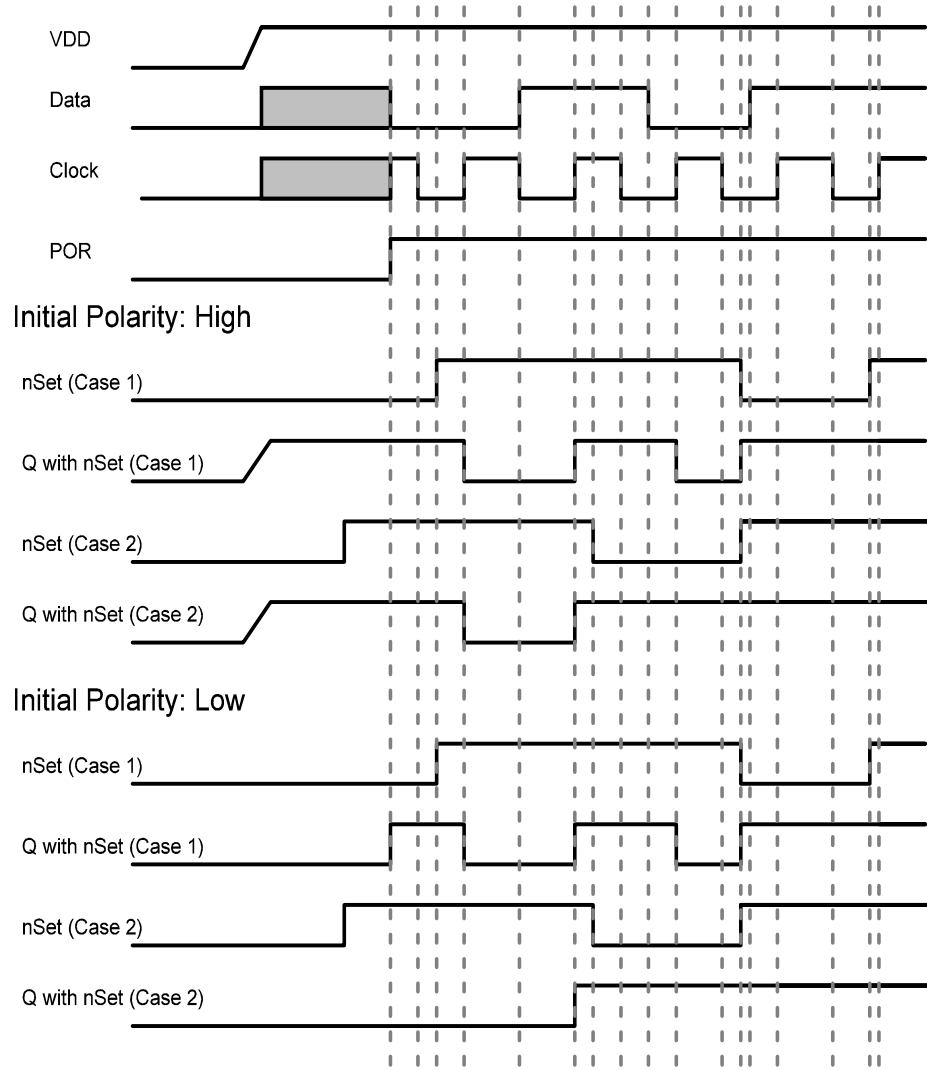 VDD
Data
Clock
POR
Initial Polarity: High
nSet (Case 1)
Q with nSet (Case 1)
nSet (Case 2)
Q with nSet (Case 2)
Initial Polarity: Low
nSet (Case 1)
Q with nSet (Case 1)
nSet (Case 2)
Q with nSet (Case 2)